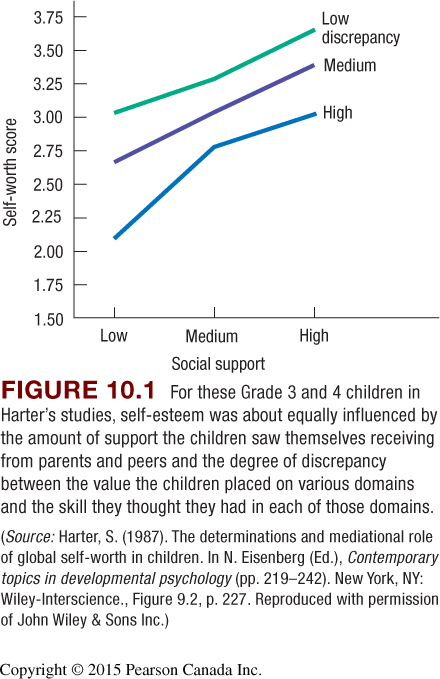 3.75
3.50
3.25
3.00
2.75
2.50
2.25
2.00
1.75
1.50
Self-worth score
Low
discrepancy
Medium
High
Low
Medium
High
Social support
FIGURE 10.1 For these Grade 3 and 4 children in
Harter’s studies, self-esteem was about equally influenced by
the amount of support the children saw themselves receiving
from parents and peers and the degree of discrepancy
between the value the children placed on various domains
and the skill they thought they had in each of those domains.
(Source: Harter, S. (1987). The determinations and mediational role
of global self-worth in children. In N. Eisenberg (Ed.), Contemporary
topics in developmental psychology (pp. 219–242). New York, NY:
Wiley-Interscience., Figure 9.2, p. 227. Reproduced with permission
of John Wiley & Sons Inc.)
Copyright © 2015 Pearson Canada Inc.